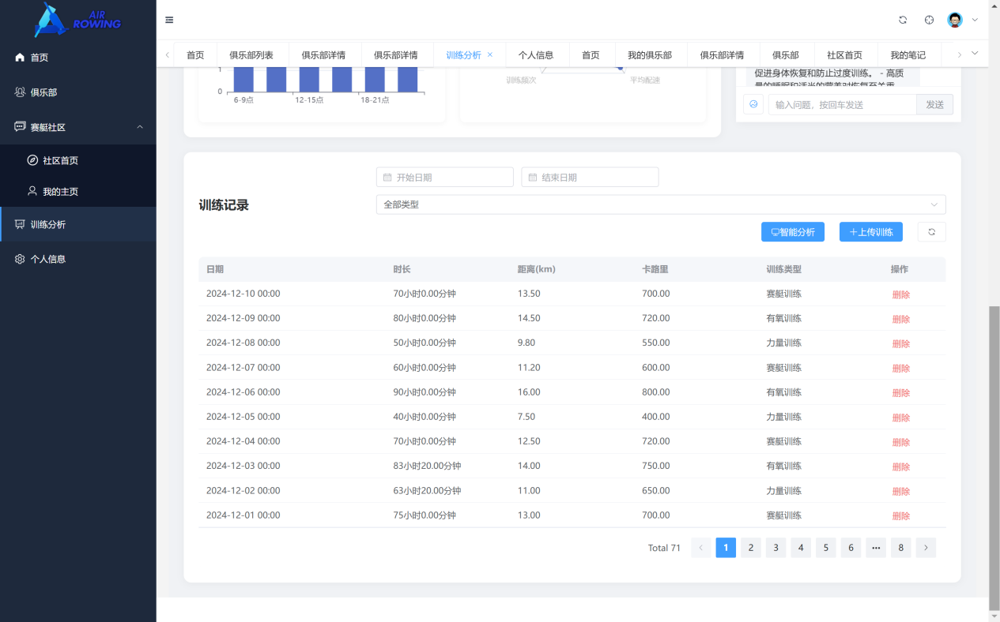 AIR
ROWING
首页
俱乐部
赛艇社区
社区首页
我的主页
训练分析
个人信息
首页
俱乐部列表
俱乐部详情
俱乐部详情
训练分析 ×
个人信息
首页
我的俱乐部
俱乐部详情
俱乐部
社区首页
我的笔记
1
0
6-9点
12-15点
18-21点
训练频次
平均配速
促进身体恢复和防止过度训练。 - 高质
量的睡眠和适当的营养对恢复至关重
输入问题，按回车发送
发送
开始日期
结束日期
训练记录
全部类型
智能分析
上传训练
日期 时长 距离(km) 卡路里 训练类型 操作
2024-12-10 00:00 70小时0.00分钟 13.50 700.00 赛艇训练 删除
2024-12-09 00:00 80小时0.00分钟 14.50 720.00 有氧训练 删除
2024-12-08 00:00 50小时0.00分钟 9.80 550.00 力量训练 删除
2024-12-07 00:00 60小时0.00分钟 11.20 600.00 赛艇训练 删除
2024-12-06 00:00 90小时0.00分钟 16.00 800.00 有氧训练 删除
2024-12-05 00:00 40小时0.00分钟 7.50 400.00 力量训练 删除
2024-12-04 00:00 70小时0.00分钟 12.50 720.00 赛艇训练 删除
2024-12-03 00:00 83小时20.00分钟 14.00 750.00 有氧训练 删除
2024-12-02 00:00 63小时20.00分钟 11.00 650.00 力量训练 删除
2024-12-01 00:00 75小时0.00分钟 13.00 700.00 赛艇训练 删除
Total 71 1 2 3 4 5 6 ••• 8